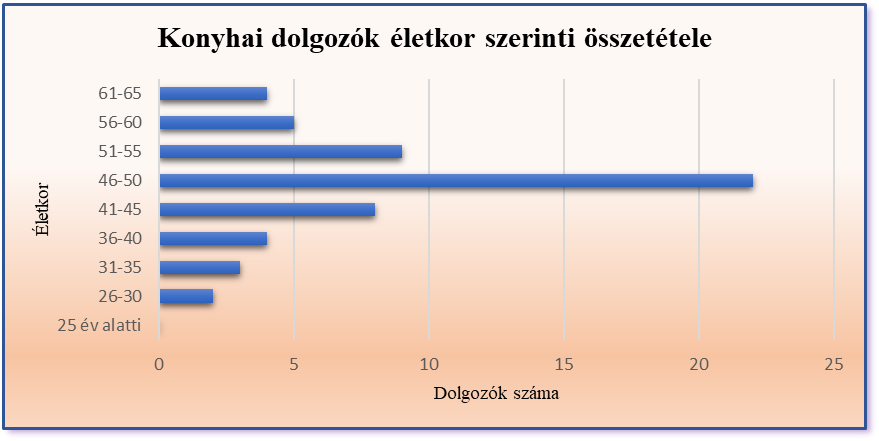 Konyhai dolgozók életkor szerinti összetétele
Életkor
61-65
56-60
51-55
46-50
41-45
36-40
31-35
26-30
25 év alatti
0 5 10 15 20 25
Dolgozók száma